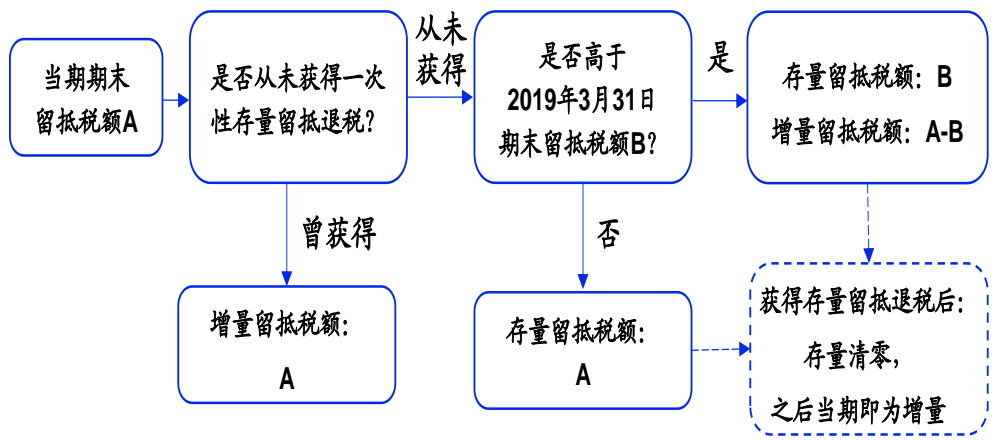 当期期末
留抵税额A
是否从未获得一次
性存量留抵退税？
从未
获得
是否高于
2019年3月31日
期末留抵税额B？
是
存量留抵税额：B
增量留抵税额：A-B
曾获得
否
增量留抵税额：
A
存量留抵税额：
A
获得存量留抵退税后：
存量清零，
之后当期即为增量